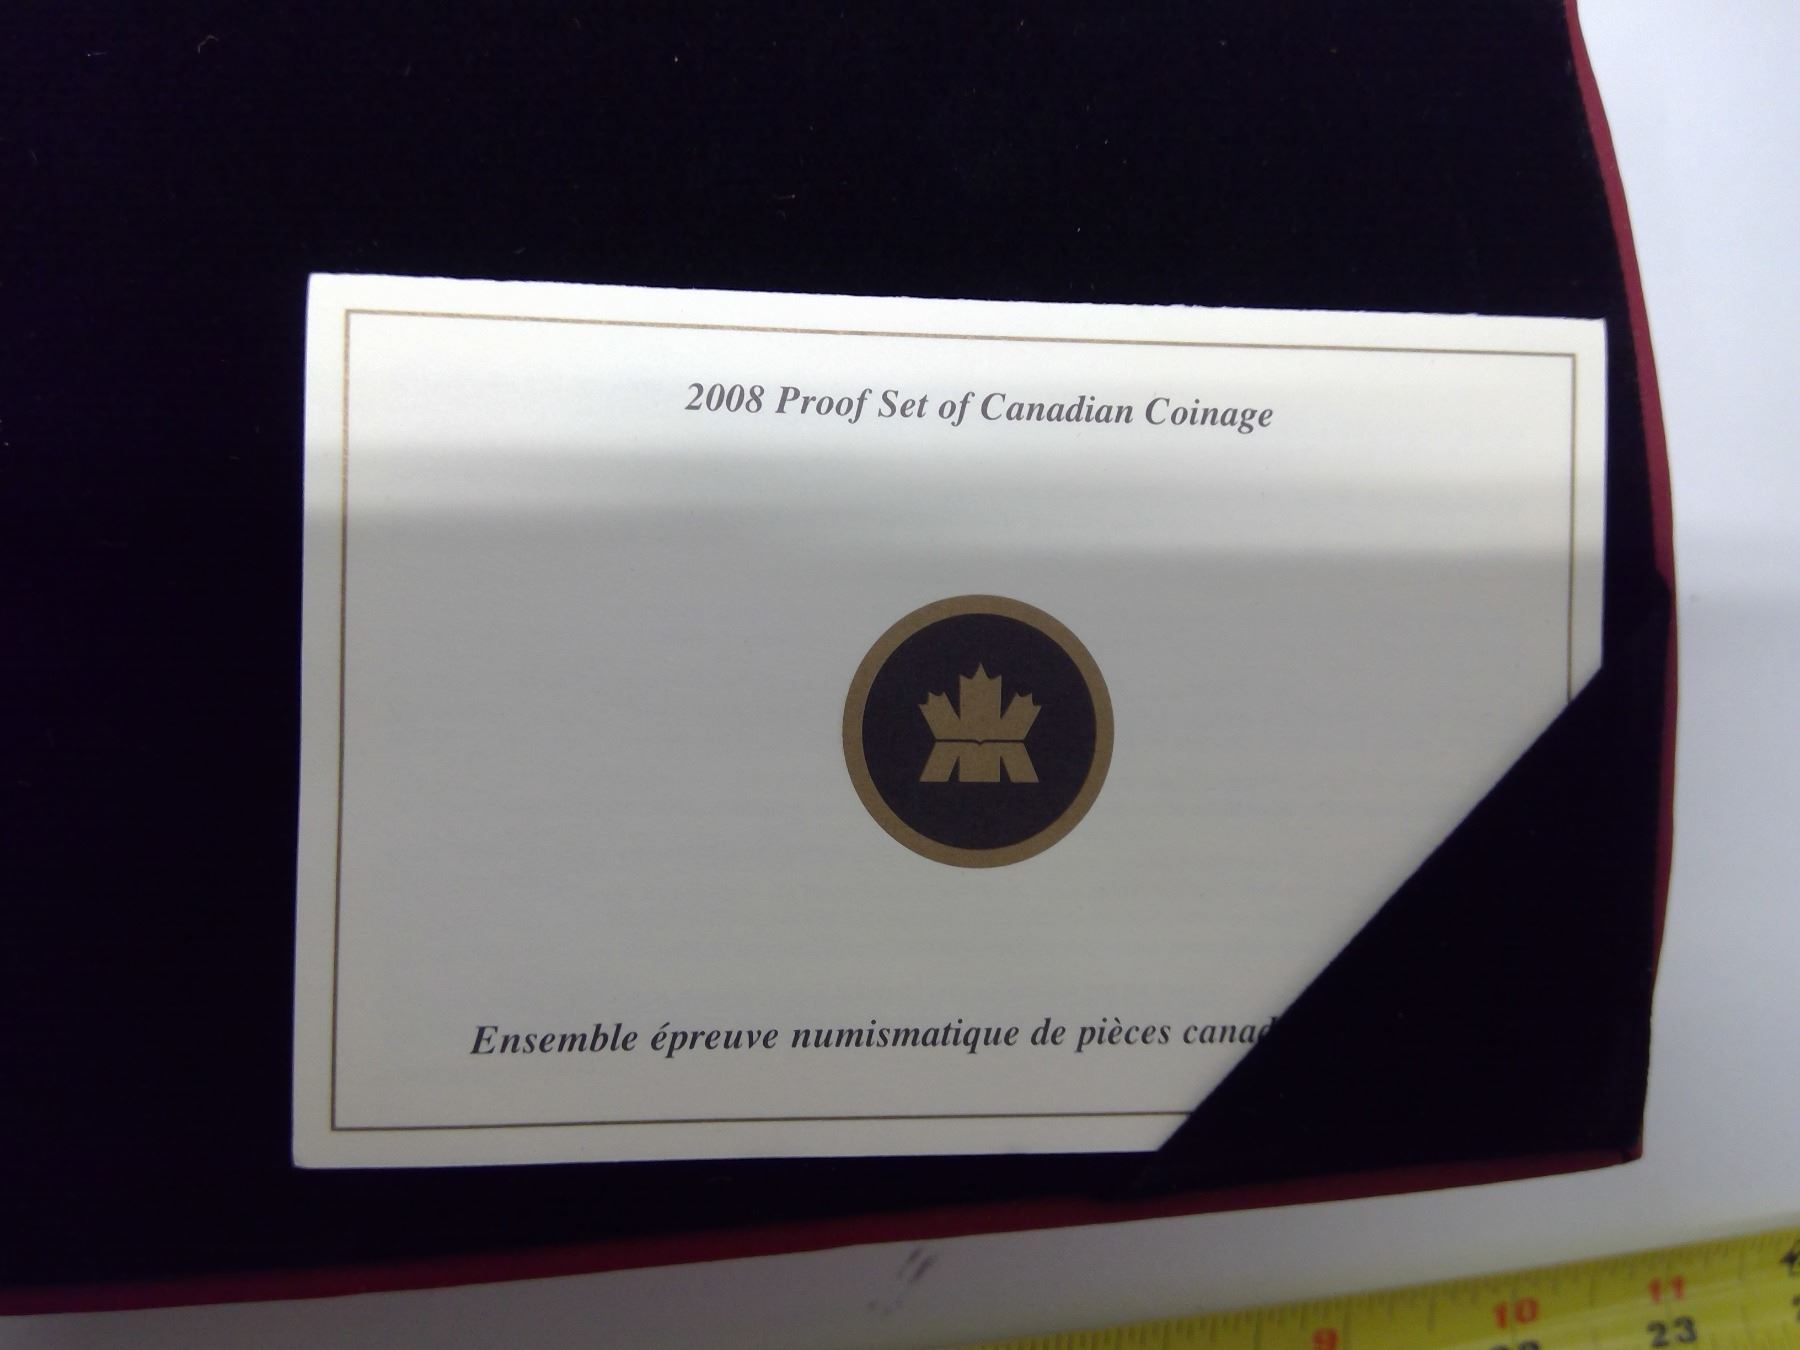 2008 Proof Set of Canadian Coinage
Ensemble épreuve numismatique de pièces canad
9 10 11
23